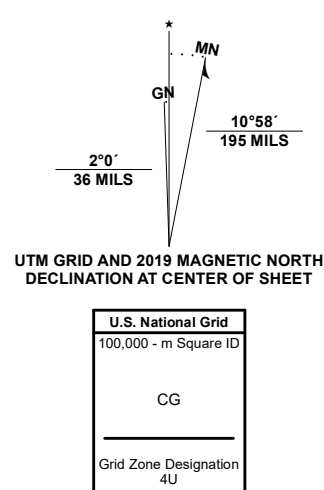 ★
MN
GN
10°58´
195 MILS
2°0´
36 MILS
UTM GRID AND 2019 MAGNETIC NORTH
DECLINATION AT CENTER OF SHEET
U.S. National Grid
100,000 - m Square ID
CG
Grid Zone Designation
4U